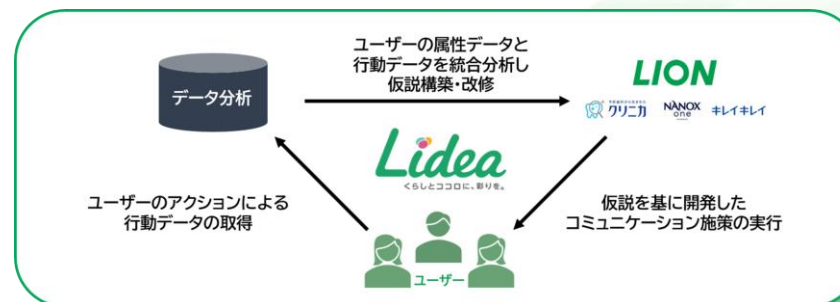 ユーザーの属性データと
行動データを統合分析し
仮説構築・改修
データ分析
LION
クリニカ
NANOX
one
キレイキレイ
Lidea
くらしとココロに、彩りを。
ユーザーのアクションによる
行動データの取得
仮説を基に開発した
コミュニケーション施策の実行
ユーザー